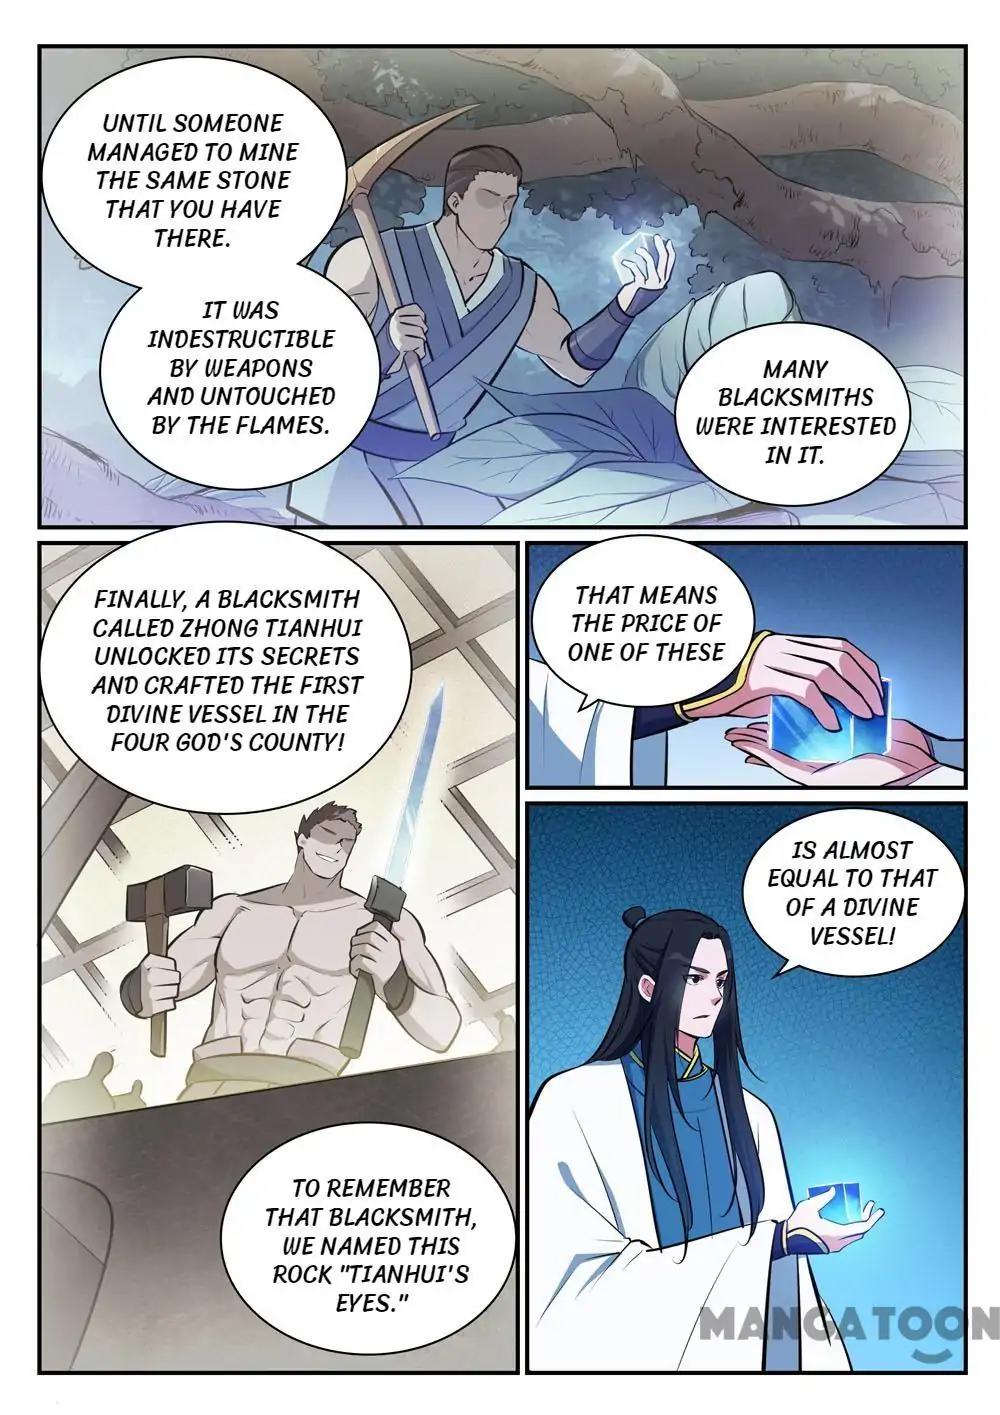 UNTIL SOMEONE
MANAGED TO MINE
THE SAME STONE
THAT YOU HAVE
THERE.
IT WAS
INDESTRUCTIBLE
BY WEAPONS
AND UNTOUCHED
BY THE FLAMES.
MANY
BLACKSMITHS
WERE INTERESTED
IN IT.
FINALLY, A BLACKSMITH
CALLED ZHONG TIANHUI
UNLOCKED ITS SECRETS
AND CRAFTED THE FIRST
DIVINE VESSEL IN THE
FOUR GOD'S COUNTY!
THAT MEANS
THE PRICE OF
ONE OF THESE
IS ALMOST
EQUAL TO THAT
OF A DIVINE
VESSEL!
TO REMEMBER
THAT BLACKSMITH,
WE NAMED THIS
ROCK "TIANHUI'S
EYES."
MANGATOON